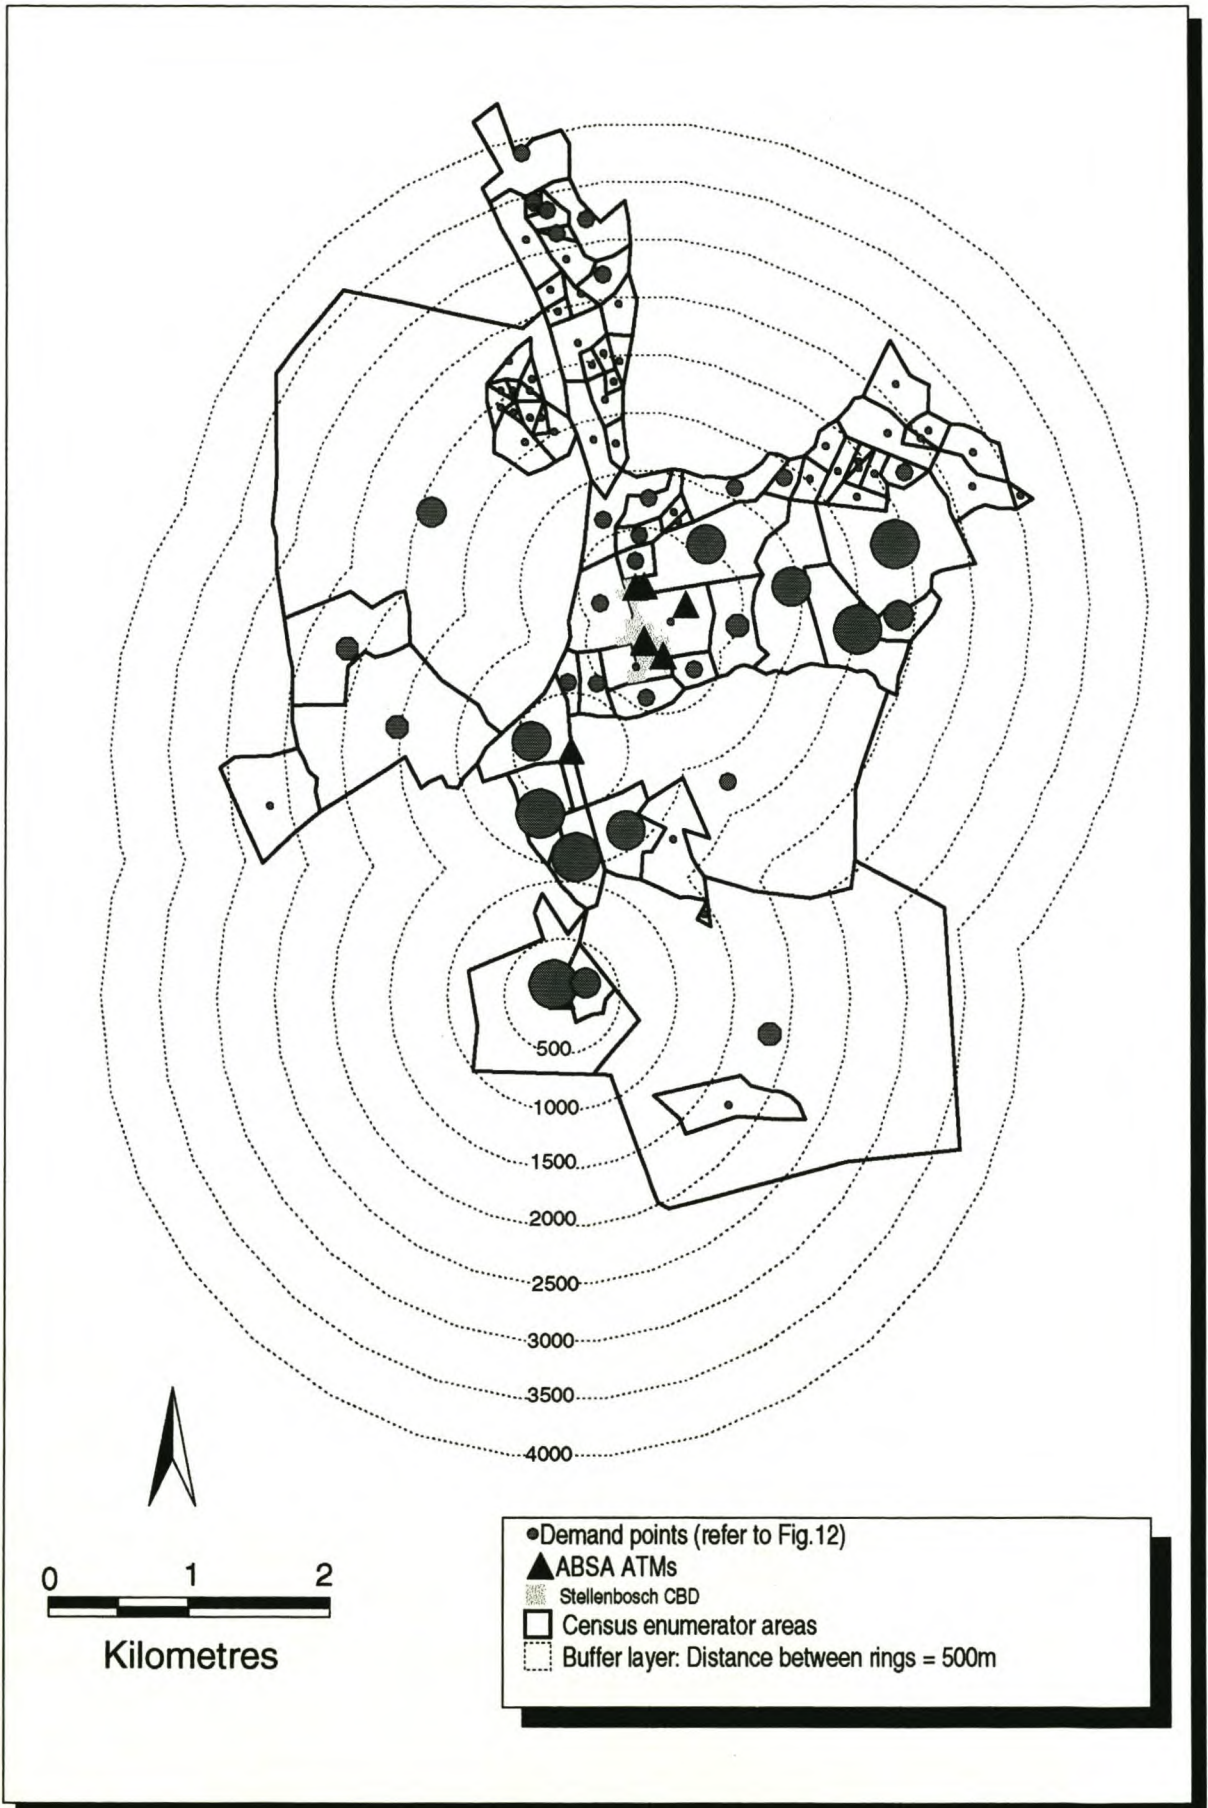 500
1000
1500
2000
2500
3000
3500
4000
0 1 2
Kilometres
Demand points (refer to Fig.12)
ABSA ATMs
Stellenbosch CBD
Census enumerator areas
Buffer layer: Distance between rings = 500m